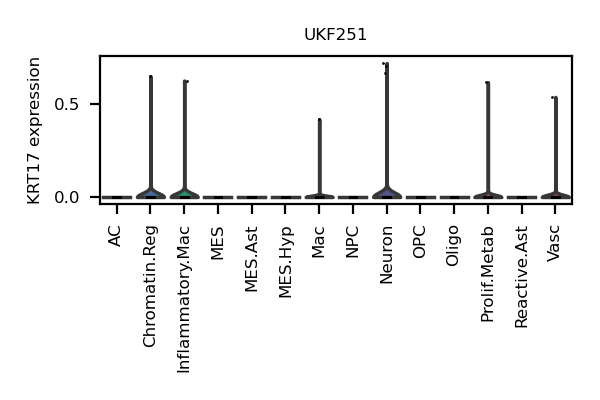 UKF251
KRT17 expression
0.5
0.0
AC
Chromatin.Reg
Inflammatory.Mac
MES
MES.Ast
MES.Hyp
Mac
NPC
Neuron
OPC
Oligo
Prolif.Metab
Reactive.Ast
Vasc